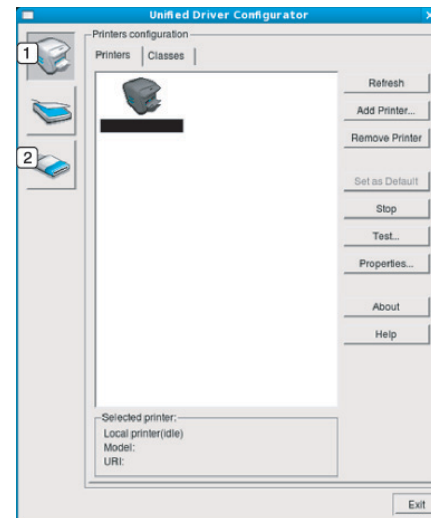 Unified Driver Configurator
Printers configuration
Printers
Classes
1
2
Refresh
Add Printer...
Remove Printer
Set as Default
Stop
Test...
Properties...
About
Help
Selected printer:
Local printer(idle)
Model:
URI:
Exit